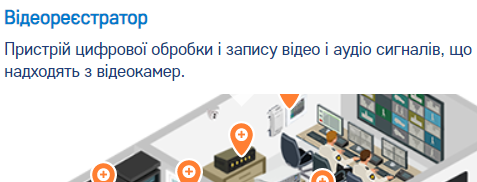 Відеореєстратор
Пристрій цифрової обробки і запису відео і аудіо сигналів, що
надходять з відеокамер.